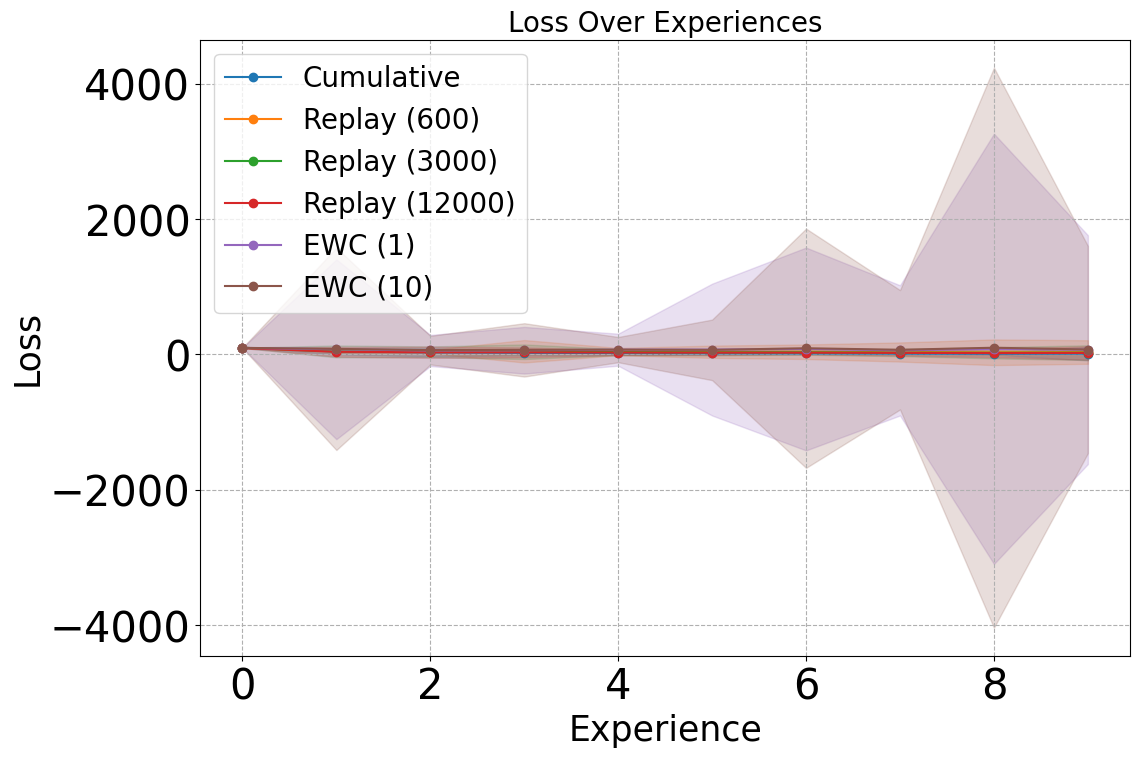 Loss Over Experiences
Cumulative
Replay (600)
Replay (3000)
Replay (12000)
EWC (1)
EWC (10)
4000
2000
0
−2000
−4000
Loss
0 2 4 6 8
Experience